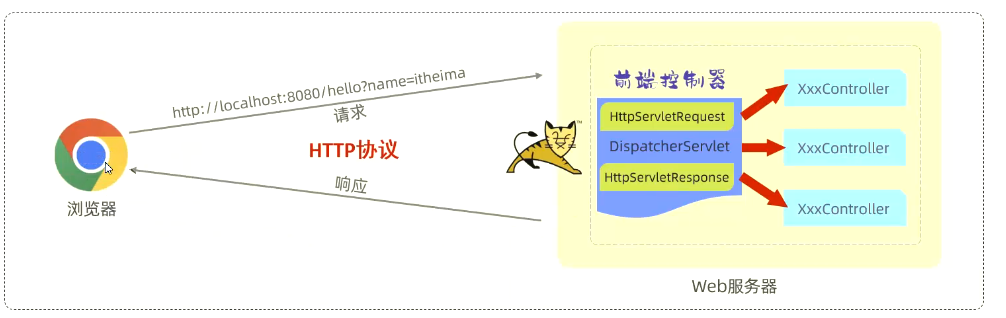 http://localhost:8080/hello?name=itheima
请求
HTTP协议
响应
浏览器
前端控制器
HttpServletRequest
DispatcherServlet
HttpServletResponse
XxxController
XxxController
XxxController
Web服务器